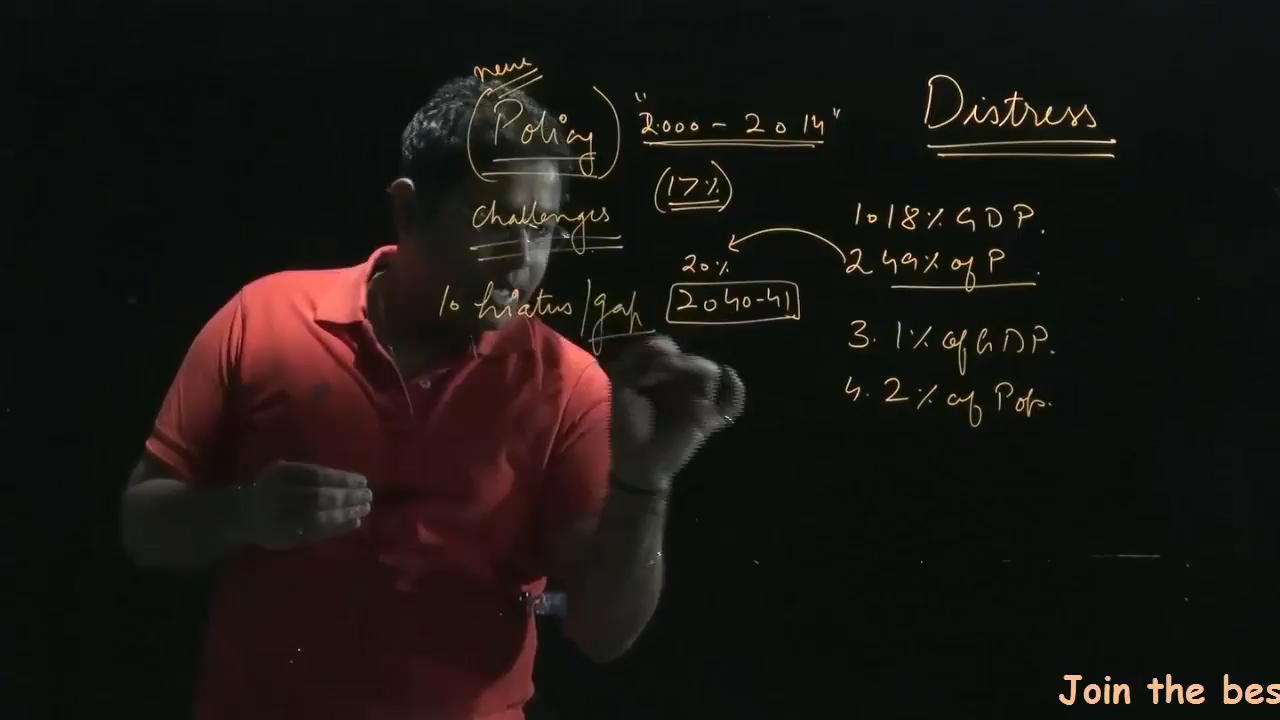 new
(Policy) "2000 - 2014"
(17%)
Challenges
20%
1. hiatus/gap 2040-41
Distress
1. 18% GDP.
2 49% of P.
3. 1% of GDP.
4. 2% of Pop.
Join the bes